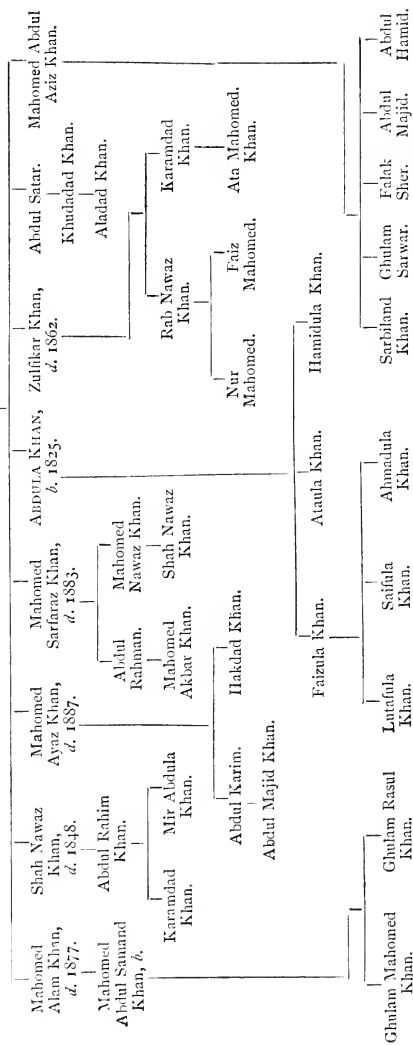 Mahomed
Alam Khan,
d. 1877.
Shah Nawaz
Khan,
d. 1848.
Mahomed
Ayaz Khan,
d. 1887.
Mahomed
Sarfaraz Khan,
d. 1883.
ABDULA KHAN,
b. 1825.
Zulfikar Khan,
d. 1862.
Abdul Satar.
Mahomed Abdul
Aziz Khan.
Mahomed
Abdul Samand
Khan, b.
Abdul Rahim
Khan.
Abdul
Rahman.
Mahomed
Nawaz Khan.
Khudadad Khan.
Aladad Khan.
Mahomed
Akbar Khan.
Shah Nawaz
Khan.
Rab Nawaz
Khan.
Karamdad
Khan.
Karamdad
Khan.
Mir Abdula
Khan.
Nur
Mahomed.
Faiz
Mahomed.
Ata Mahomed.
Khan.
Abdul Karim.
Hakdad Khan.
Abdul Majid Khan.
Faizula Khan.
Ataula Khan.
Hamidula Khan.
Ghulam Mahomed
Khan.
Ghulam Rasul
Khan.
Lutafula
Khan.
Saifula
Khan.
Ahmadula
Khan.
Sarbiland
Khan.
Ghulam
Sarwar.
Falak
Sher.
Abdul
Majid.
Abdul
Hamid.